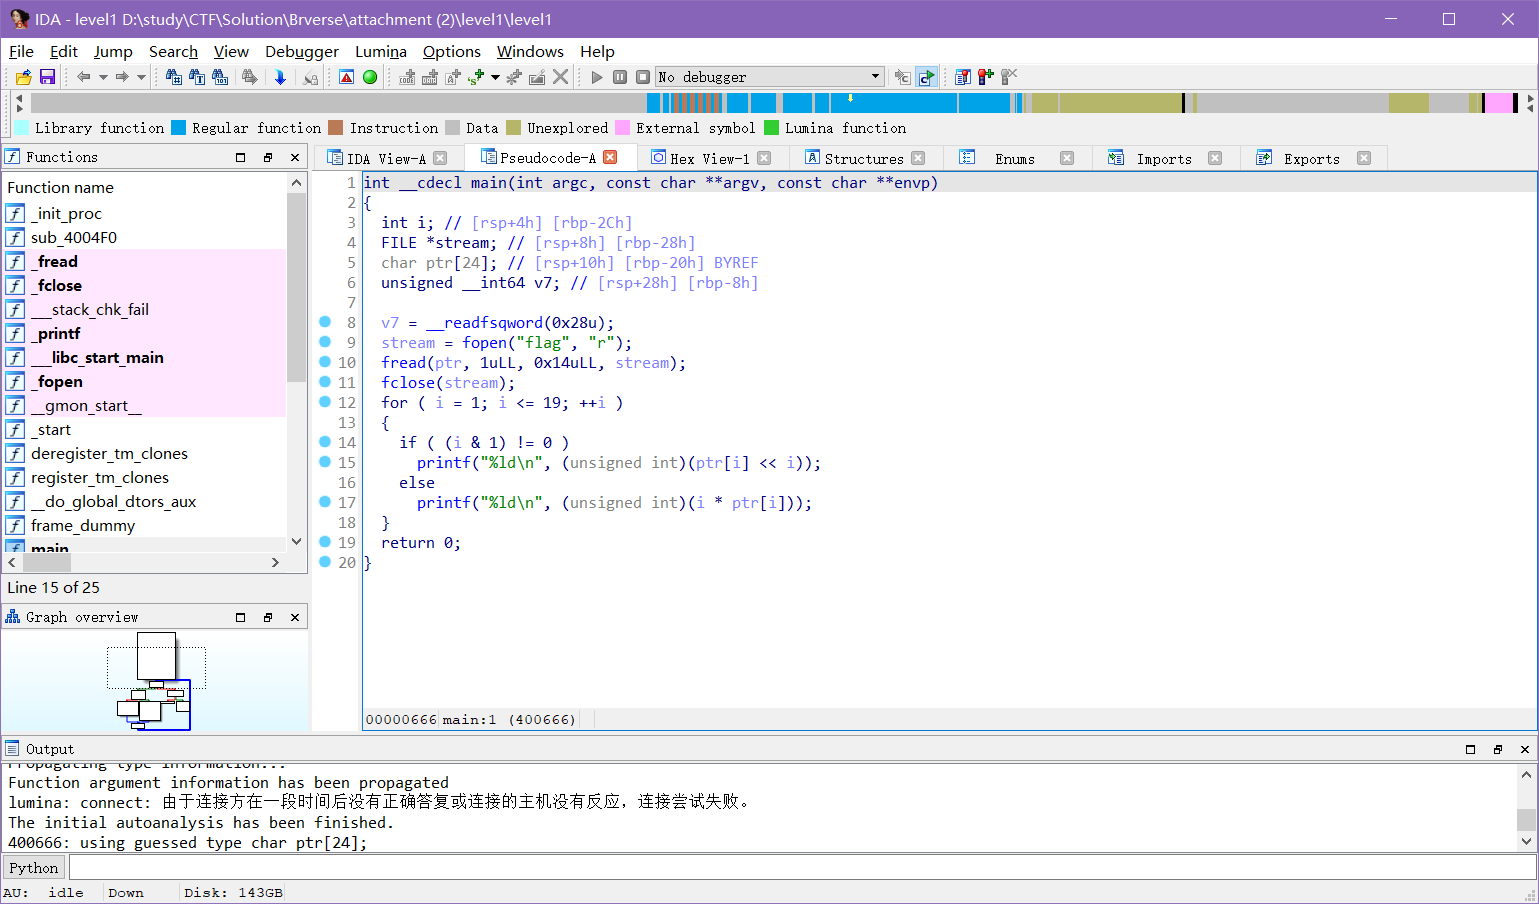 IDA - level1 D:\study\CTF\Solution\Brverse\attachment (2)\level1\level1
File Edit Jump Search View Debugger Lumina Options Windows Help
No debugger
Library function Regular function Instruction Data Unexplored External symbol Lumina function
Functions
IDA View-A Pseudocode-A Hex View-1 Structures Enums Imports Exports
Function name
_init_proc
sub_4004F0
_fread
_fclose
___stack_chk_fail
_printf
___libc_start_main
_fopen
__gmon_start__
_start
deregister_tm_clones
register_tm_clones
__do_global_dtors_aux
frame_dummy
main
Line 15 of 25
Graph overview
1 int __cdecl main(int argc, const char **argv, const char **envp)
2 {
3 int i; // [rsp+4h] [rbp-2Ch]
4 FILE *stream; // [rsp+8h] [rbp-28h]
5 char ptr[24]; // [rsp+10h] [rbp-20h] BYREF
6 unsigned __int64 v7; // [rsp+28h] [rbp-8h]
7
8 v7 = __readfsqword(0x28u);
9 stream = fopen("flag", "r");
10 fread(ptr, 1uLL, 0x14uLL, stream);
11 fclose(stream);
12 for ( i = 1; i <= 19; ++i )
13 {
14 if ( (i & 1) != 0 )
15 printf("%ld\n", (unsigned int)(ptr[i] << i));
16 else
17 printf("%ld\n", (unsigned int)(i * ptr[i]));
18 }
19 return 0;
20 }
00000666 main:1 (400666)
Output
Propagating type information...
Function argument information has been propagated
lumina: connect: 由于连接方在一段时间后没有正确答复或连接的主机没有反应，连接尝试失败。
The initial autoanalysis has been finished.
400666: using guessed type char ptr[24];
Python
AU: idle Down Disk: 143GB